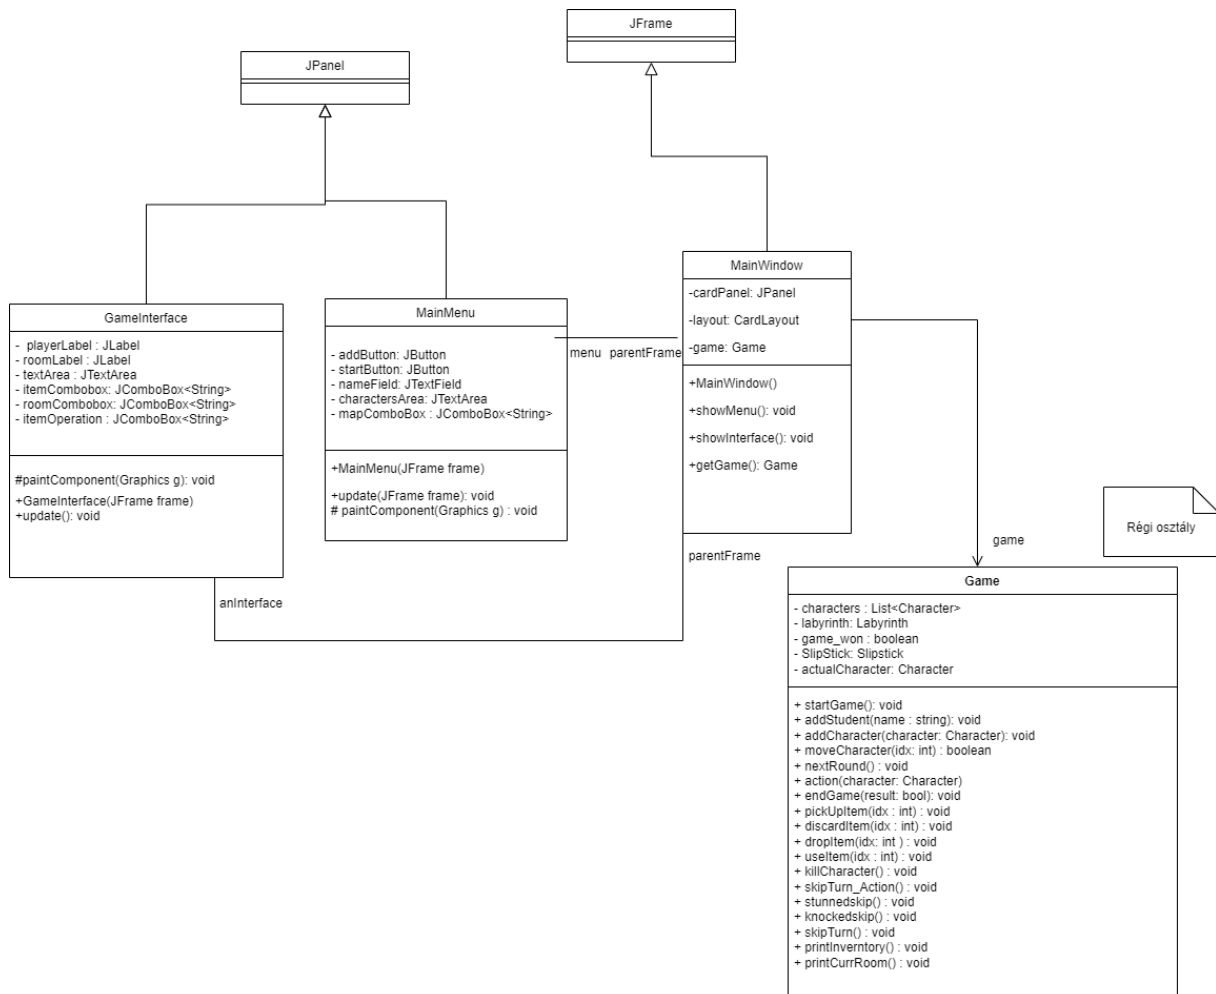 JFrame
JPanel
MainWindow
-cardPanel: JPanel
-layout: CardLayout
-game: Game
+MainWindow()
+showMenu(): void
+showInterface(): void
+getGame(): Game
GameInterface
- playerLabel : JLabel
- roomLabel : JLabel
- textArea : JTextArea
- itemCombobox: JComboBox<String>
- roomCombobox: JComboBox<String>
- itemOperation : JComboBox<String>
#paintComponent(Graphics g): void
+GameInterface(JFrame frame)
+update(): void
MainMenu
- addButton: JButton
- startButton: JButton
- nameField: JTextField
- charactersArea: JTextArea
- mapComboBox : JComboBox<String>
+MainMenu(JFrame frame)
+update(JFrame frame): void
# paintComponent(Graphics g) : void
menu parentFrame
parentFrame
anInterface
game
Régi osztály
Game
- characters : List<Character>
- labyrinth: Labyrinth
- game_won : boolean
- SlipStick: Slipstick
- actualCharacter: Character
+ startGame(): void
+ addStudent(name : string): void
+ addCharacter(character: Character): void
+ moveCharacter(idx: int) : boolean
+ nextRound() : void
+ action(character: Character)
+ endGame(result: bool): void
+ pickUpItem(idx : int) : void
+ discardItem(idx : int) : void
+ dropItem(idx: int ) : void
+ useItem(idx : int) : void
+ killCharacter() : void
+ skipTurn_Action() : void
+ stunnedskip() : void
+ knockedskip() : void
+ skipTurn() : void
+ printInverntory() : void
+ printCurrRoom() : void